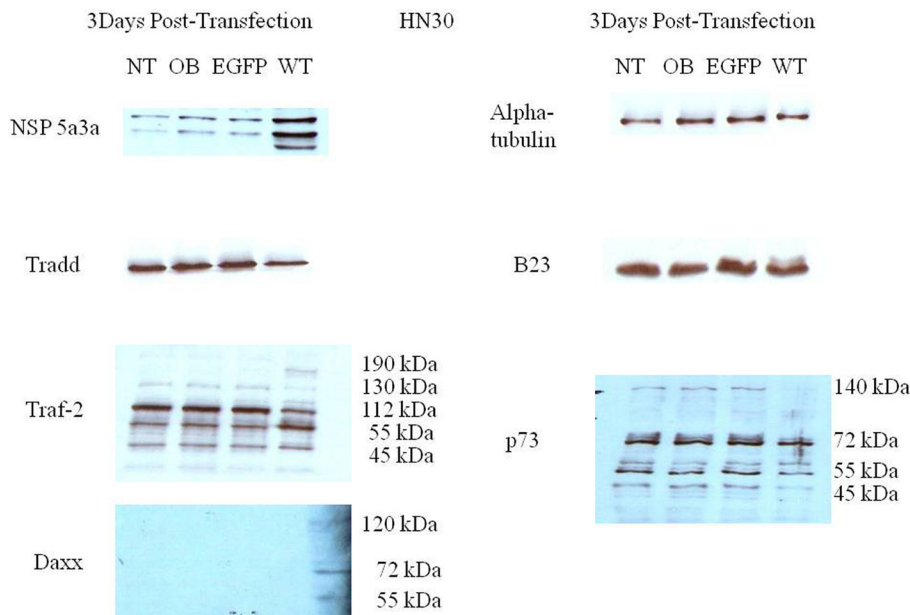 3Days Post-Transfection
HN30
3Days Post-Transfection
NT OB EGFP WT
NT OB EGFP WT
NSP 5a3a
Alpha-
tubulin
Tradd
B23
Traf-2
190 kDa
130 kDa
112 kDa
55 kDa
45 kDa
p73
140 kDa
72 kDa
55 kDa
45 kDa
Daxx
120 kDa
72 kDa
55 kDa